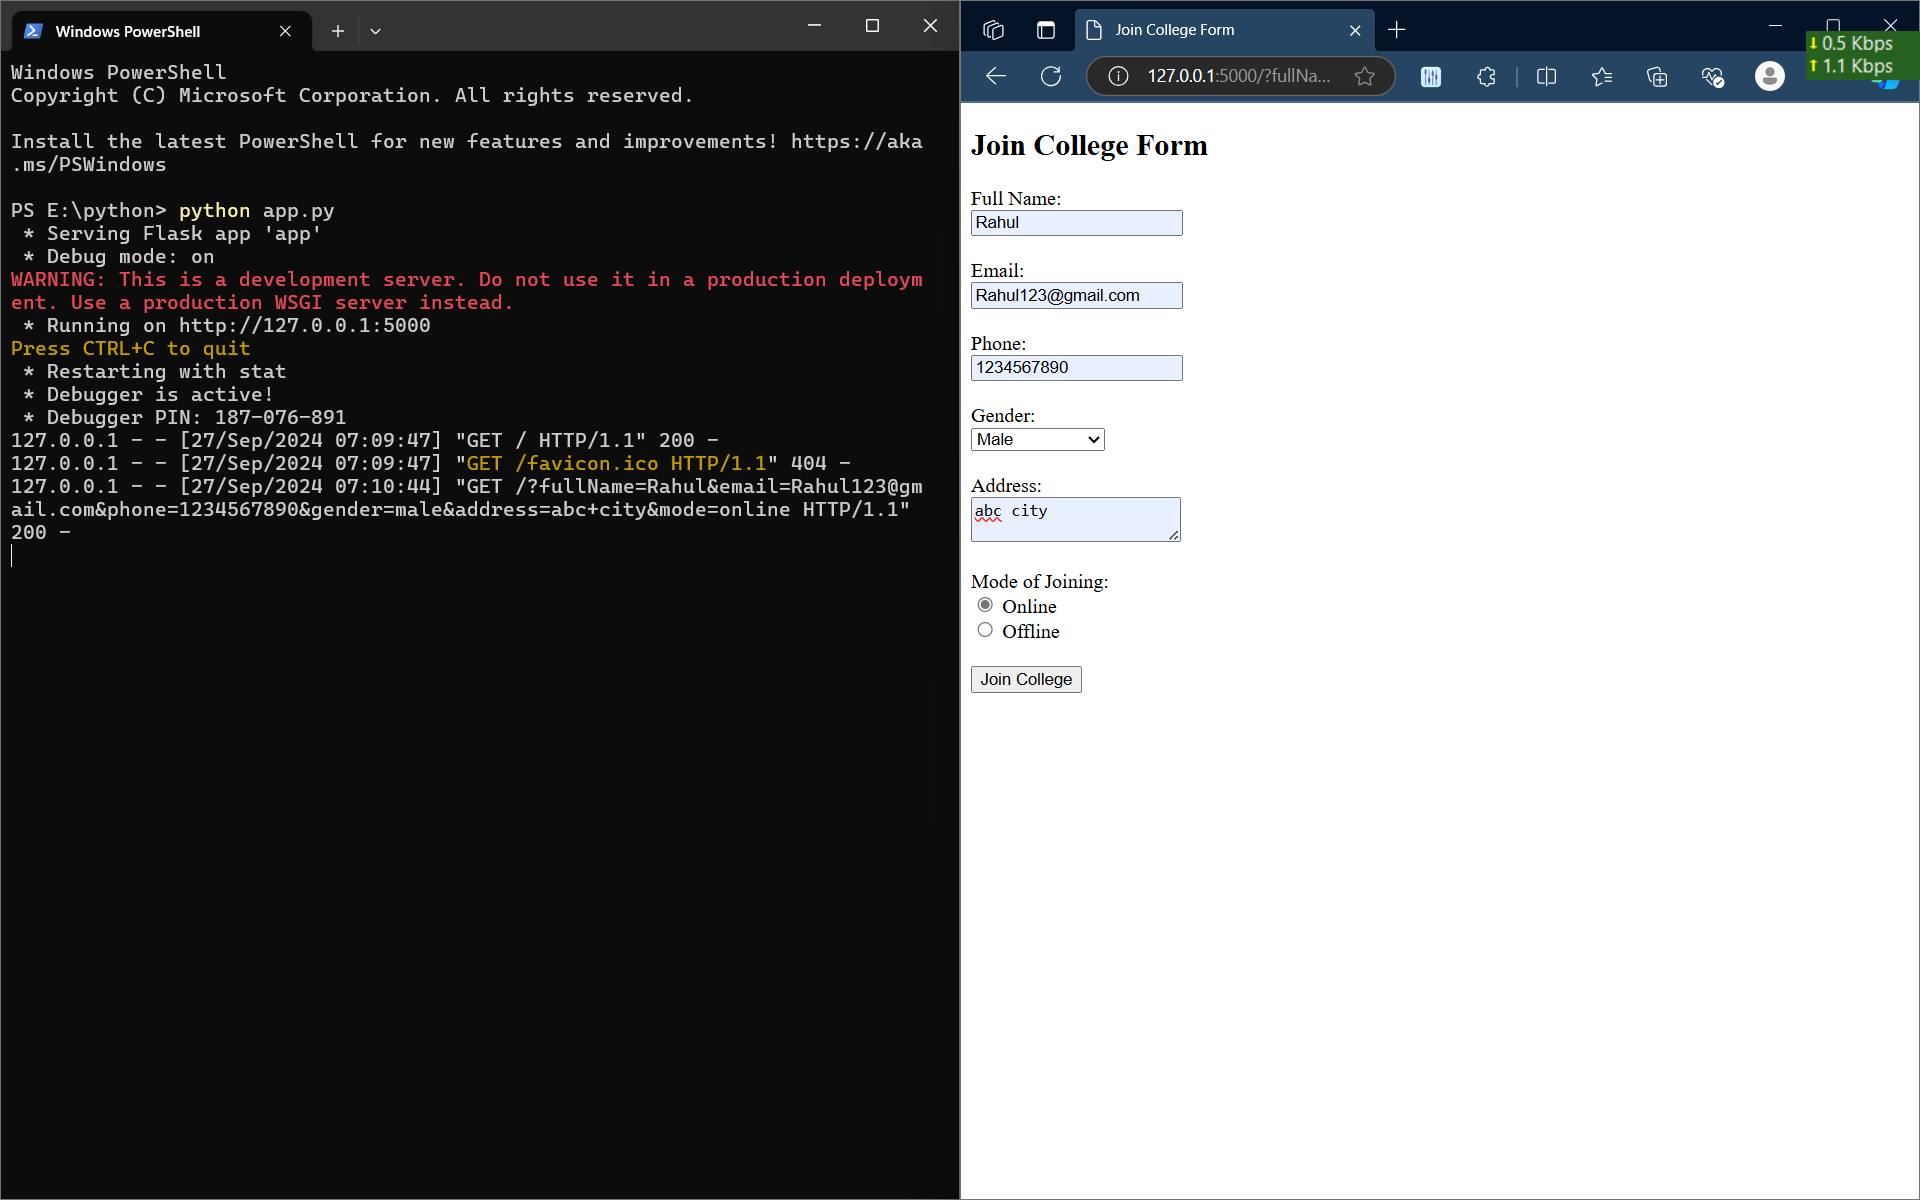 Windows PowerShell
Windows PowerShell
Copyright (C) Microsoft Corporation. All rights reserved.
Install the latest PowerShell for new features and improvements! https://aka
.ms/PSWindows
PS E:\python> python app.py
 * Serving Flask app 'app'
 * Debug mode: on
WARNING: This is a development server. Do not use it in a production deploym
ent. Use a production WSGI server instead.
 * Running on http://127.0.0.1:5000
Press CTRL+C to quit
 * Restarting with stat
 * Debugger is active!
 * Debugger PIN: 187-076-891
127.0.0.1 - - [27/Sep/2024 07:09:47] "GET / HTTP/1.1" 200 -
127.0.0.1 - - [27/Sep/2024 07:09:47] "GET /favicon.ico HTTP/1.1" 404 -
127.0.0.1 - - [27/Sep/2024 07:10:44] "GET /?fullName=Rahul&email=Rahul123@gm
ail.com&phone=1234567890&gender=male&address=abc+city&mode=online HTTP/1.1"
200 -
Join College Form
0.5 Kbps
1.1 Kbps
127.0.0.1:5000/?fullNa...
Join College Form
Full Name:
Rahul
Email:
Rahul123@gmail.com
Phone:
1234567890
Gender:
Male
Address:
abc city
Mode of Joining:
Online
Offline
Join College